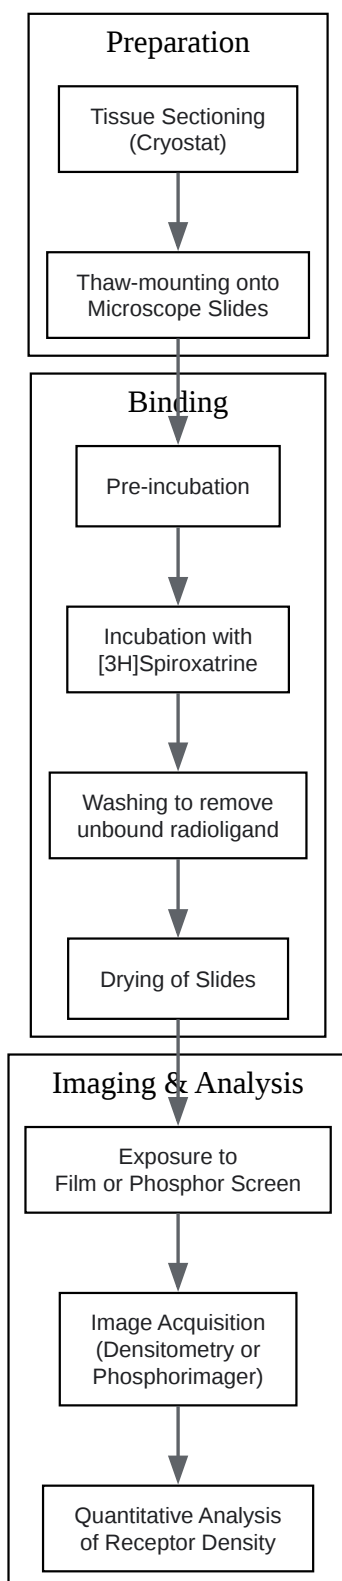 Preparation
Tissue Sectioning
(Cryostat)
Thaw-mounting onto
Microscope Slides
Binding
Pre-incubation
Incubation with
[3H]Spiroxatrine
Washing to remove
unbound radioligand
Drying of Slides
Imaging & Analysis
Exposure to
Film or Phosphor Screen
Image Acquisition
(Densitometry or
Phosphorimager)
Quantitative Analysis
of Receptor Density